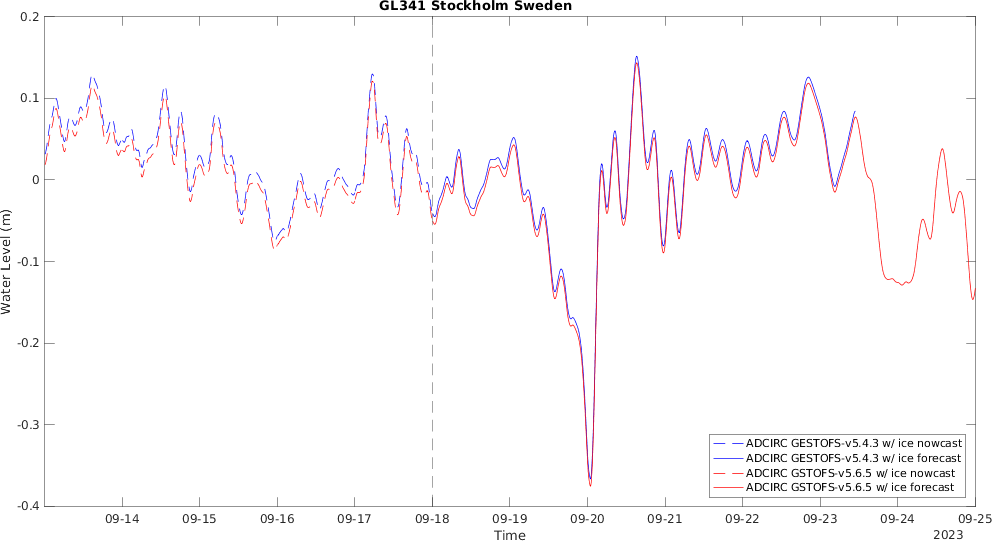 GL341 Stockholm Sweden
0.2
0.1
0
-0.1
-0.2
-0.3
-0.4
Water Level (m)
ADCIRC GESTOFS-v5.4.3 w/ ice nowcast
ADCIRC GESTOFS-v5.4.3 w/ ice forecast
ADCIRC GSTOFS-v5.6.5 w/ ice nowcast
ADCIRC GSTOFS-v5.6.5 w/ ice forecast
09-14 09-15 09-16 09-17 09-18 09-19 09-20 09-21 09-22 09-23 09-24 09-25
Time
2023